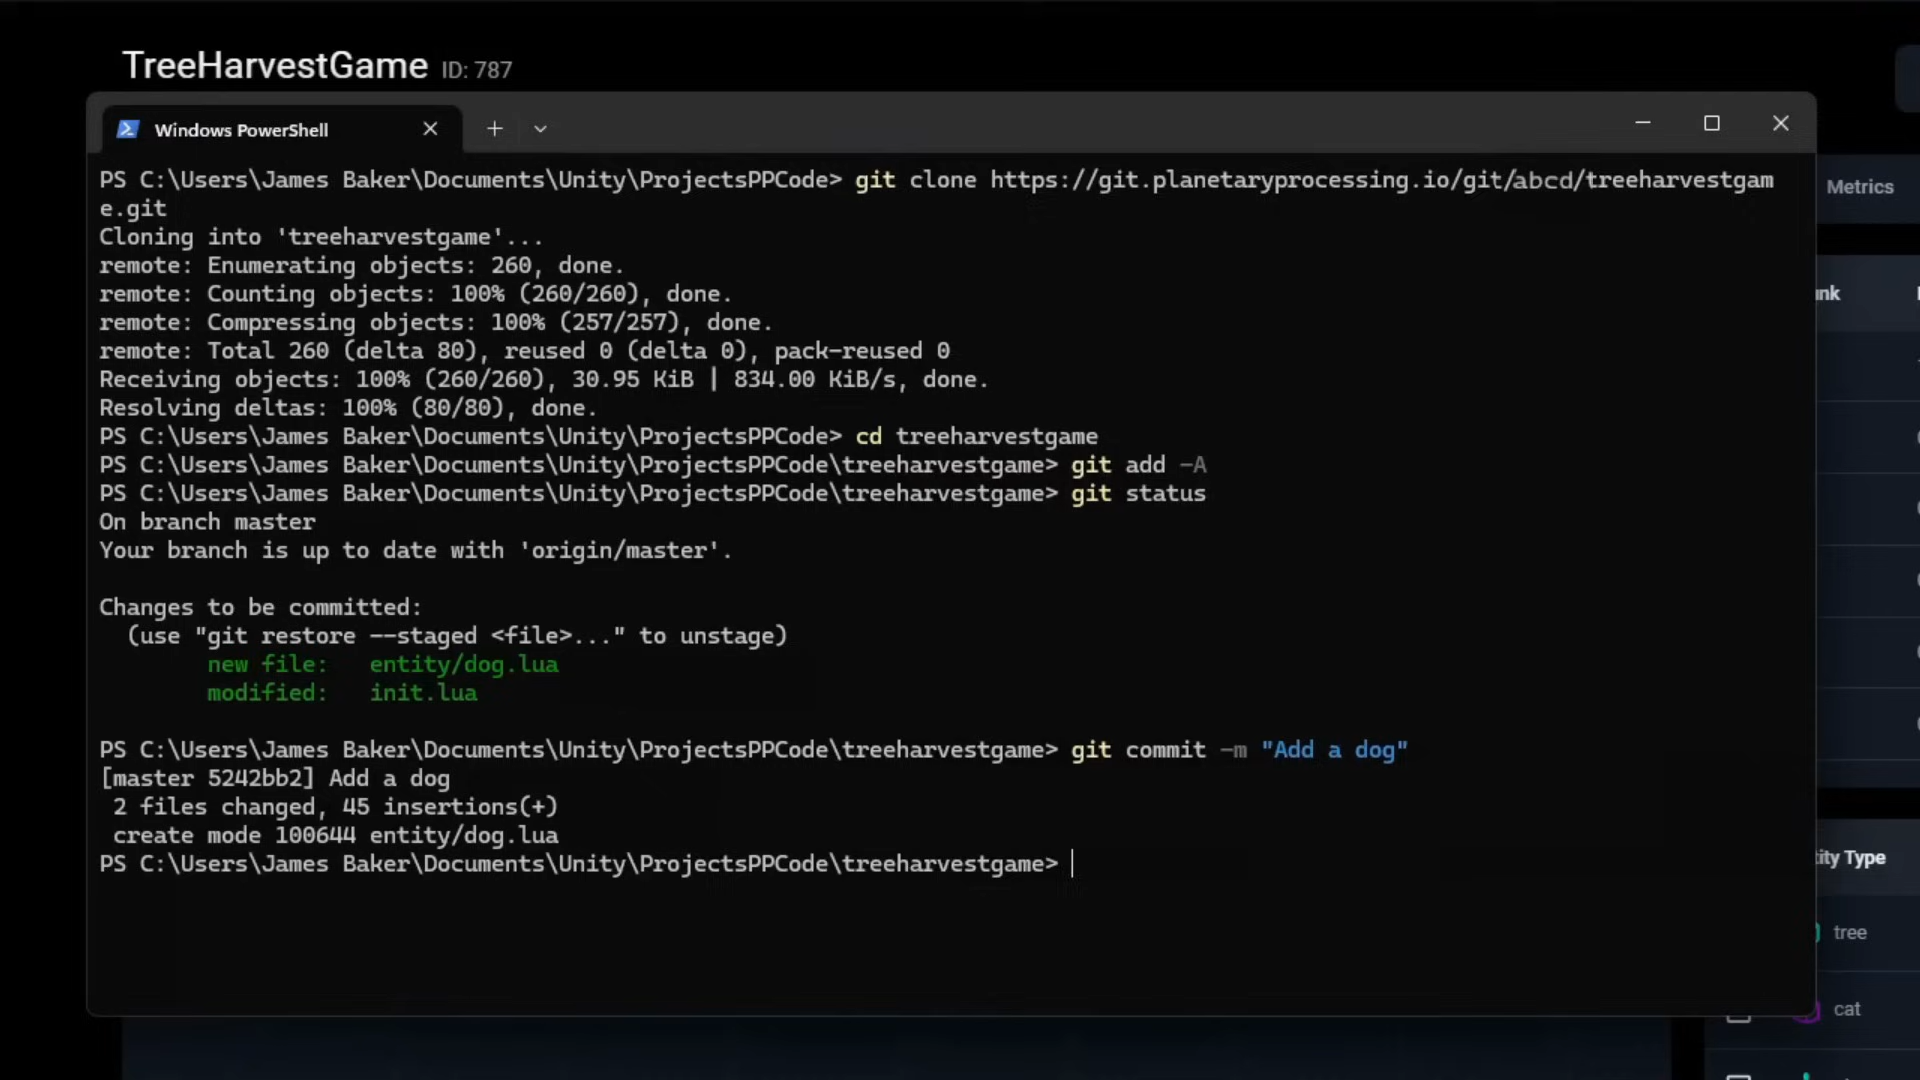 TreeHarvestGame ID: 787
Windows PowerShell
PS C:\Users\James Baker\Documents\Unity\ProjectsPPCode> git clone https://git.planetaryprocessing.io/git/abcd/treeharvestgam
e.git
Cloning into 'treeharvestgame'...
remote: Enumerating objects: 260, done.
remote: Counting objects: 100% (260/260), done.
remote: Compressing objects: 100% (257/257), done.
remote: Total 260 (delta 80), reused 0 (delta 0), pack-reused 0
Receiving objects: 100% (260/260), 30.95 KiB | 834.00 KiB/s, done.
Resolving deltas: 100% (80/80), done.
PS C:\Users\James Baker\Documents\Unity\ProjectsPPCode> cd treeharvestgame
PS C:\Users\James Baker\Documents\Unity\ProjectsPPCode\treeharvestgame> git add -A
PS C:\Users\James Baker\Documents\Unity\ProjectsPPCode\treeharvestgame> git status
On branch master
Your branch is up to date with 'origin/master'.
Changes to be committed:
(use "git restore --staged <file>..." to unstage)
new file: entity/dog.lua
modified: init.lua
PS C:\Users\James Baker\Documents\Unity\ProjectsPPCode\treeharvestgame> git commit -m "Add a dog"
[master 5242bb2] Add a dog
2 files changed, 45 insertions(+)
create mode 100644 entity/dog.lua
PS C:\Users\James Baker\Documents\Unity\ProjectsPPCode\treeharvestgame>
Metrics
Type
tree
cat